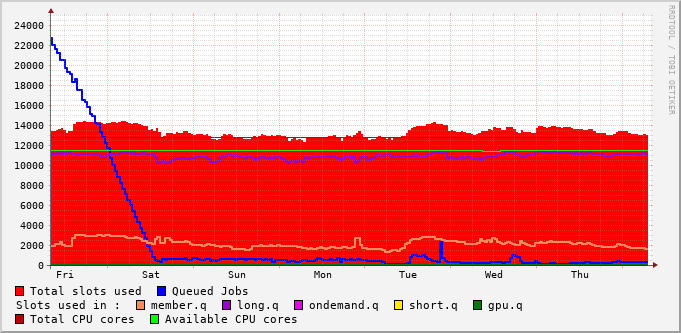 RRDTOOL / TOBI OETIKER
24000
22000
20000
18000
16000
14000
12000
10000
8000
6000
4000
2000
0
Fri Sat Sun Mon Tue Wed Thu
Total slots used Queued Jobs
Slots used in : member.q long.q ondemand.q short.q gpu.q
Total CPU cores Available CPU cores